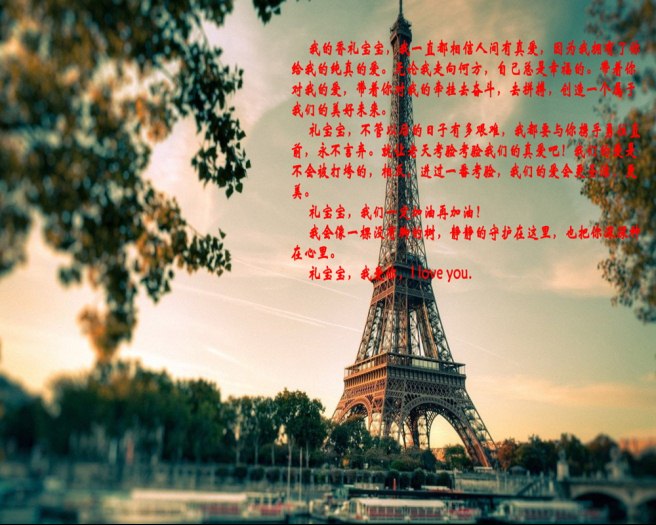 我的普礼宝宝，我一直都相信人间有真爱，因为我拥有了你
给我的纯真的爱。无论我走向何方，自己总是幸福的。带着你
对我的爱，带着你对我的牵挂去奋斗，去拼搏，创造一个属于
我们的美好未来。
礼宝宝，不管以后的日子有多艰难，我都要与你携手勇往直
前，永不言弃。就让老天考验考验我们的真爱吧！我们的爱是
不会被打垮的，相反，进过一番考验，我们的爱会更
美。
礼宝宝，我们一定加油再加油！
我会像一棵没有脚的树，静静的守护在这里，也把你深深种
在心里。
礼宝宝，我爱你，I love you.